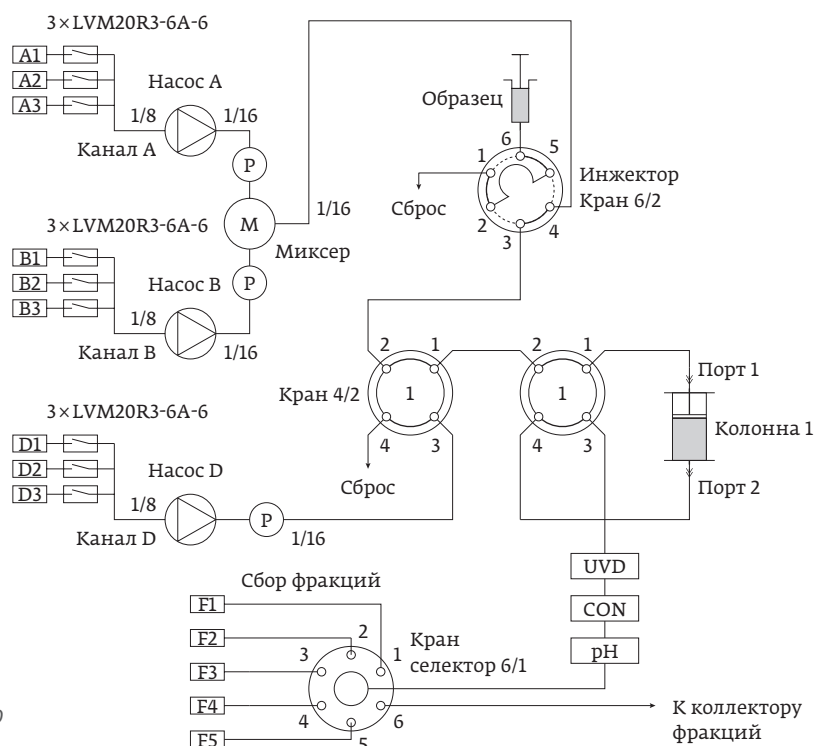 3×LVM20R3-6A-6
A1
A2
A3
Насос A
1/8
1/16
Канал A
P
M
Миксер
1/16
3×LVM20R3-6A-6
B1
B2
B3
Насос B
P
1/8
1/16
Канал B
Образец
6
5
1
2
3
4
Инжектор
Кран 6/2
Сброс
2
1
Кран 4/2
1
4
3
Сброс
2
1
1
4
3
Порт 1
Колонна 1
Порт 2
3×LVM20R3-6A-6
D1
D2
D3
Насос D
1/8
P
1/16
Канал D
UVD
CON
pH
Сбор фракций
F1
F2
F3
F4
F5
2
3
1
4
5
6
Кран
селектор 6/1
К коллектору
фракций